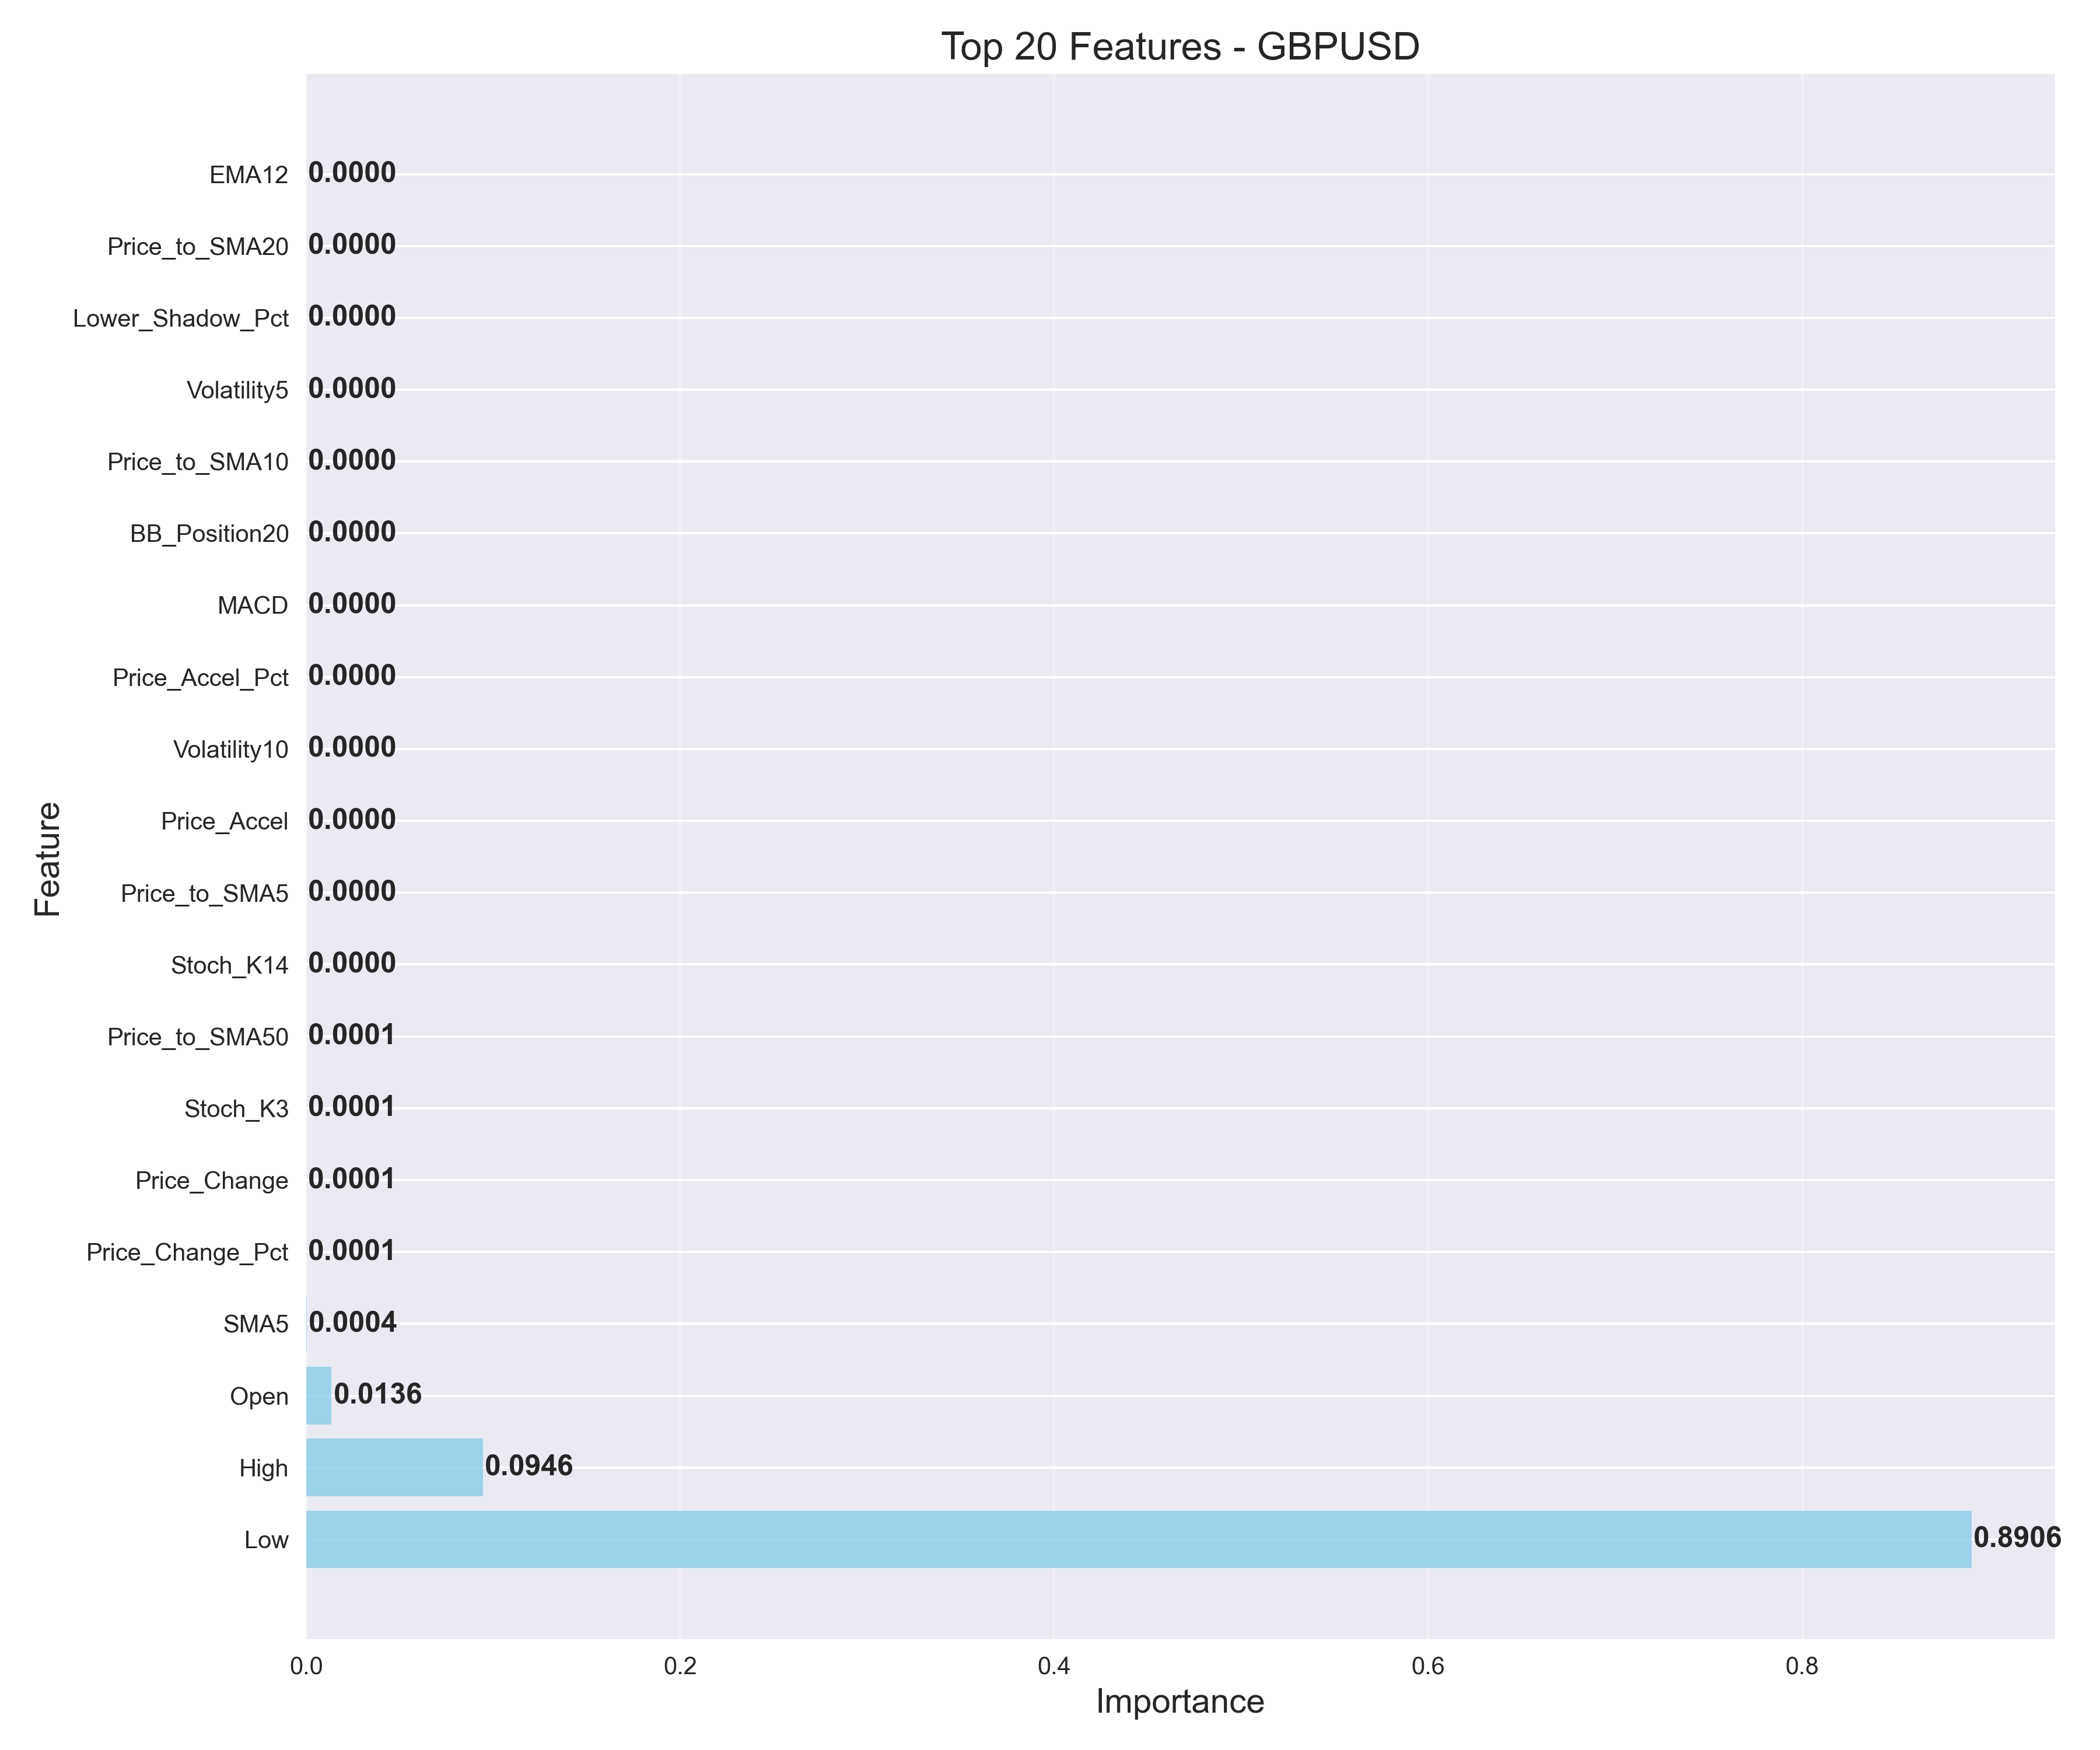 Top 20 Features - GBPUSD
EMA12 0.0000
Price_to_SMA20 0.0000
Lower_Shadow_Pct 0.0000
Volatility5 0.0000
Price_to_SMA10 0.0000
BB_Position20 0.0000
MACD 0.0000
Price_Accel_Pct 0.0000
Volatility10 0.0000
Price_Accel 0.0000
Price_to_SMA5 0.0000
Stoch_K14 0.0000
Price_to_SMA50 0.0001
Stoch_K3 0.0001
Price_Change 0.0001
Price_Change_Pct 0.0001
SMA5 0.0004
Open 0.0136
High 0.0946
Low 0.8906
Feature
0.0 0.2 0.4 0.6 0.8
Importance